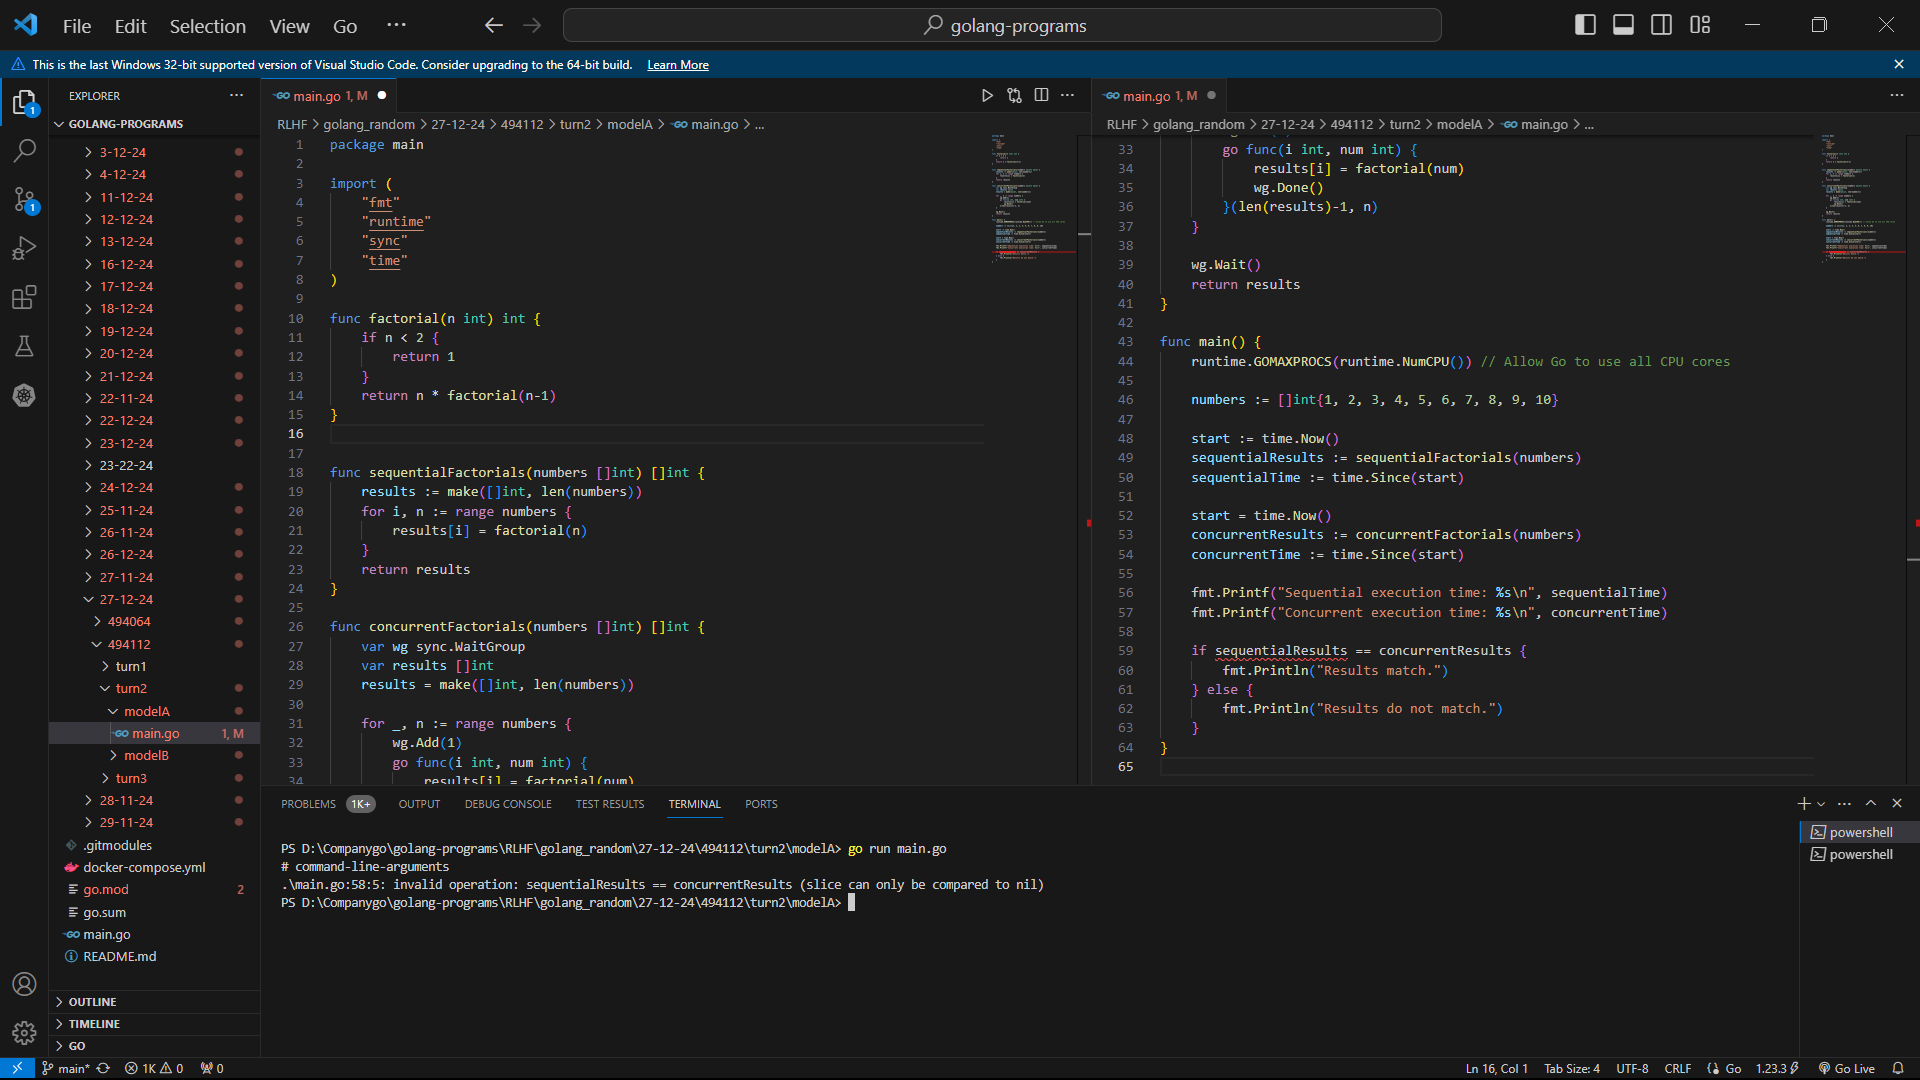 File Edit Selection View Go ··· golang-programs
This is the last Windows 32-bit supported version of Visual Studio Code. Consider upgrading to the 64-bit build. Learn More
EXPLORER
GOLANG-PROGRAMS
3-12-24
4-12-24
11-12-24
12-12-24
13-12-24
16-12-24
17-12-24
18-12-24
19-12-24
20-12-24
21-12-24
22-11-24
22-12-24
23-12-24
23-22-24
24-12-24
25-11-24
26-11-24
26-12-24
27-11-24
27-12-24
494064
494112
turn1
turn2
modelA
main.go 1, M
modelB
turn3
28-11-24
29-11-24
.gitmodules
docker-compose.yml
go.mod 2
go.sum
main.go
README.md
OUTLINE
TIMELINE
GO
main.go 1, M
RLHF > golang_random > 27-12-24 > 494112 > turn2 > modelA > main.go > ...
1 package main
2
3 import (
4 "fmt"
5 "runtime"
6 "sync"
7 "time"
8 )
9
10 func factorial(n int) int {
11 if n < 2 {
12 return 1
13 }
14 return n * factorial(n-1)
15 }
16
17
18 func sequentialFactorials(numbers []int) []int {
19 results := make([]int, len(numbers))
20 for i, n := range numbers {
21 results[i] = factorial(n)
22 }
23 return results
24 }
25
26 func concurrentFactorials(numbers []int) []int {
27 var wg sync.WaitGroup
28 var results []int
29 results = make([]int, len(numbers))
30
31 for _, n := range numbers {
32 wg.Add(1)
33 go func(i int, num int) {
34 results[i] = factorial(num)
main.go 1, M
RLHF > golang_random > 27-12-24 > 494112 > turn2 > modelA > main.go > ...
33 go func(i int, num int) {
34 results[i] = factorial(num)
35 wg.Done()
36 }(len(results)-1, n)
37 }
38
39 wg.Wait()
40 return results
41 }
42
43 func main() {
44 runtime.GOMAXPROCS(runtime.NumCPU()) // Allow Go to use all CPU cores
45
46 numbers := []int{1, 2, 3, 4, 5, 6, 7, 8, 9, 10}
47
48 start := time.Now()
49 sequentialResults := sequentialFactorials(numbers)
50 sequentialTime := time.Since(start)
51
52 start = time.Now()
53 concurrentResults := concurrentFactorials(numbers)
54 concurrentTime := time.Since(start)
55
56 fmt.Printf("Sequential execution time: %s\n", sequentialTime)
57 fmt.Printf("Concurrent execution time: %s\n", concurrentTime)
58
59 if sequentialResults == concurrentResults {
60 fmt.Println("Results match.")
61 } else {
62 fmt.Println("Results do not match.")
63 }
64 }
65
PROBLEMS 1K+ OUTPUT DEBUG CONSOLE TEST RESULTS TERMINAL PORTS
PS D:\Companygo\golang-programs\RLHF\golang_random\27-12-24\494112\turn2\modelA> go run main.go
# command-line-arguments
.\main.go:58:5: invalid operation: sequentialResults == concurrentResults (slice can only be compared to nil)
PS D:\Companygo\golang-programs\RLHF\golang_random\27-12-24\494112\turn2\modelA>
powershell
powershell
main* 1K 0 0 Ln 16, Col 1 Tab Size: 4 UTF-8 CRLF Go 1.23.3 Go Live